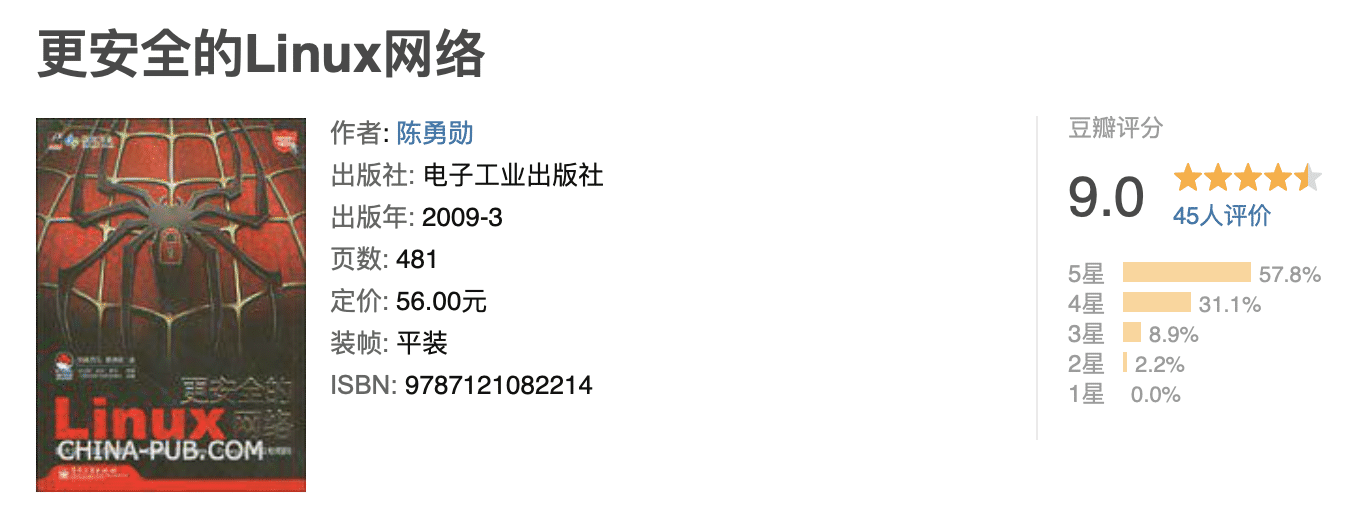 更安全的Linux网络
作者: 陈勇勋
出版社: 电子工业出版社
出版年: 2009-3
页数: 481
定价: 56.00元
装帧: 平装
ISBN: 9787121082214
豆瓣评分
9.0
45人评价
5星 57.8%
4星 31.1%
3星 8.9%
2星 2.2%
1星 0.0%
更安全的
Linux 网络
CHINA-PUB.COM